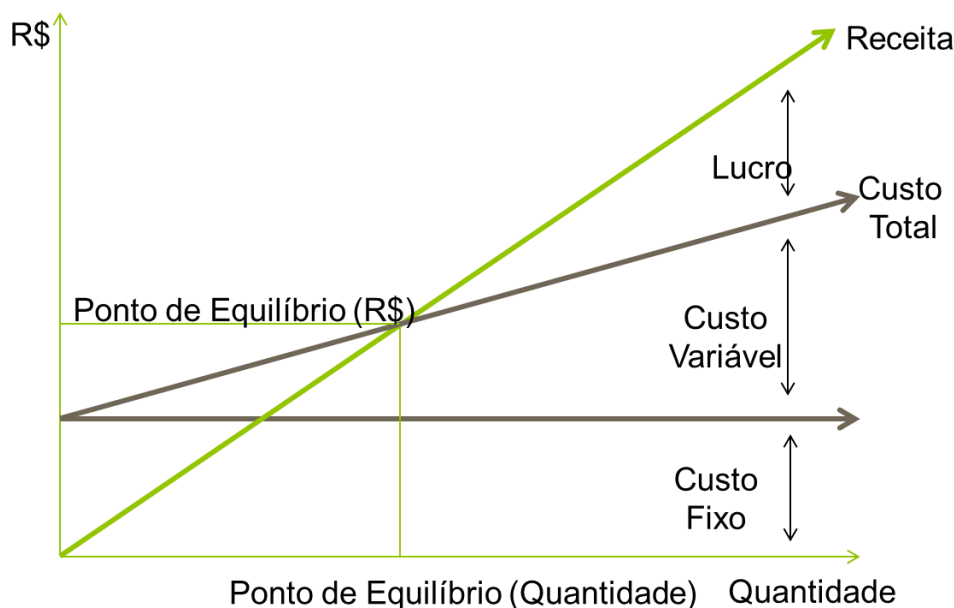 R$
Receita
Lucro
Custo
Total
Ponto de Equilíbrio (R$)
Custo
Variável
Custo
Fixo
Ponto de Equilíbrio (Quantidade)
Quantidade